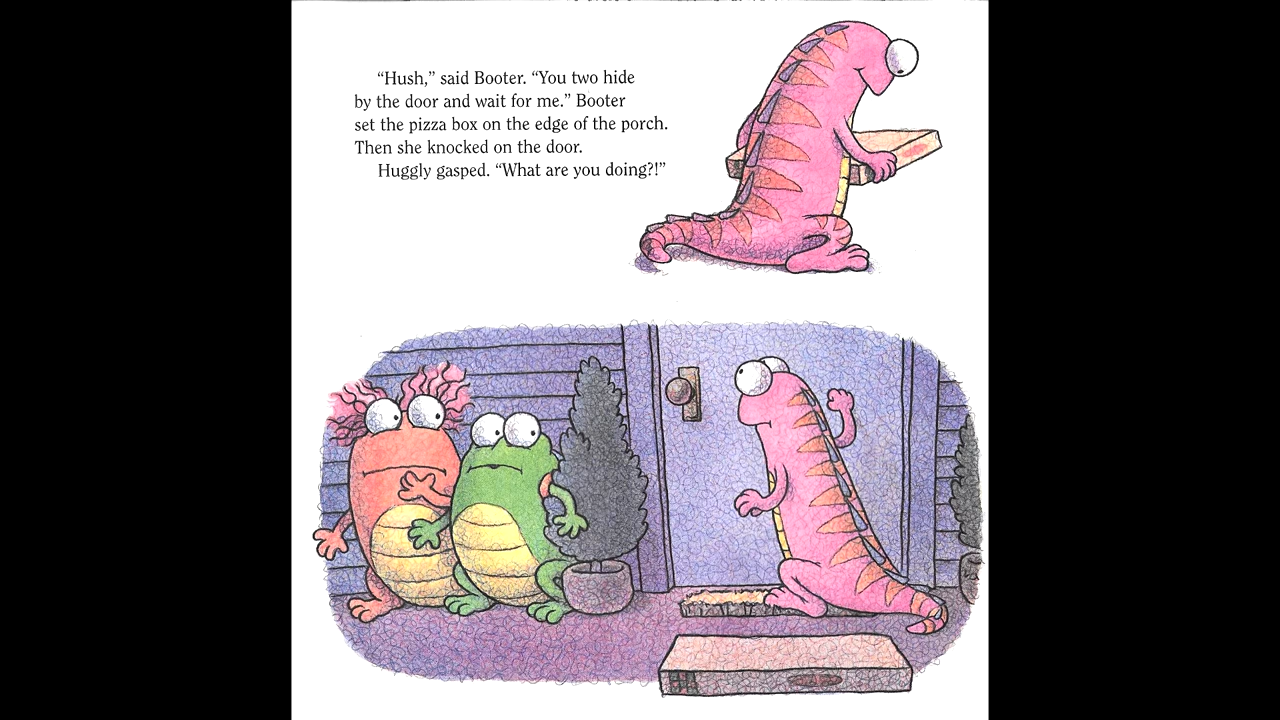 “Hush,” said Booter. “You two hide
by the door and wait for me.” Booter
set the pizza box on the edge of the porch.
Then she knocked on the door.
Huggly gasped. “What are you doing?!”